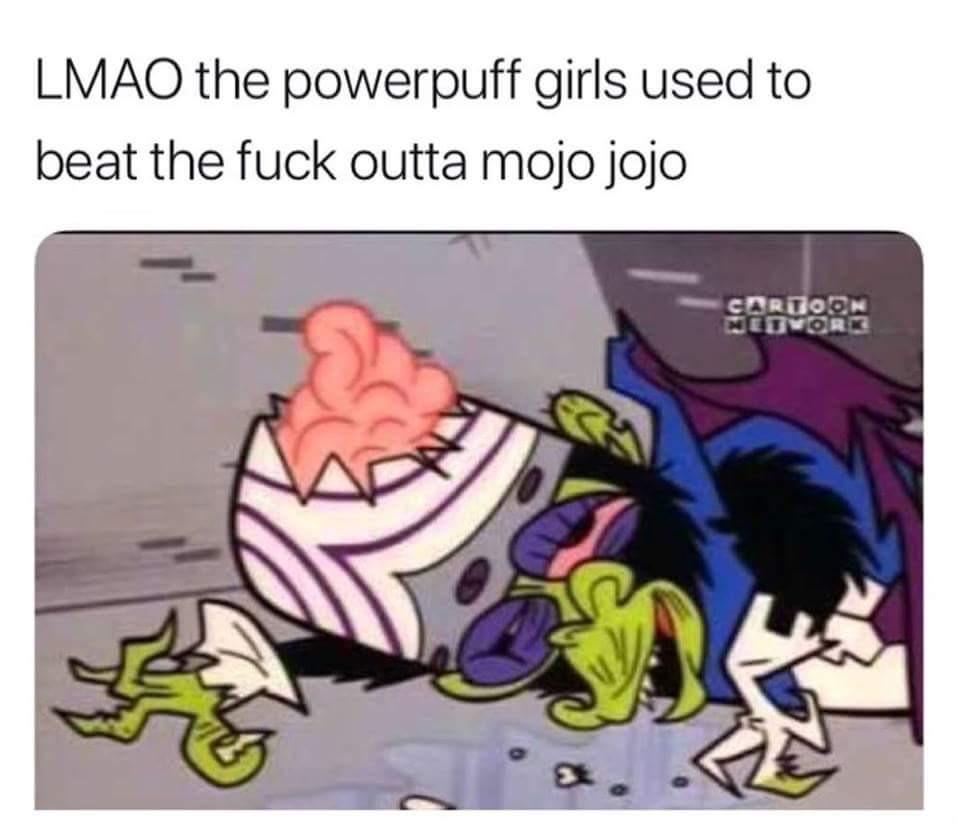 LMAO the powerpuff girls used to
beat the fuck outta mojo jojo
CARTOON
NETWORK